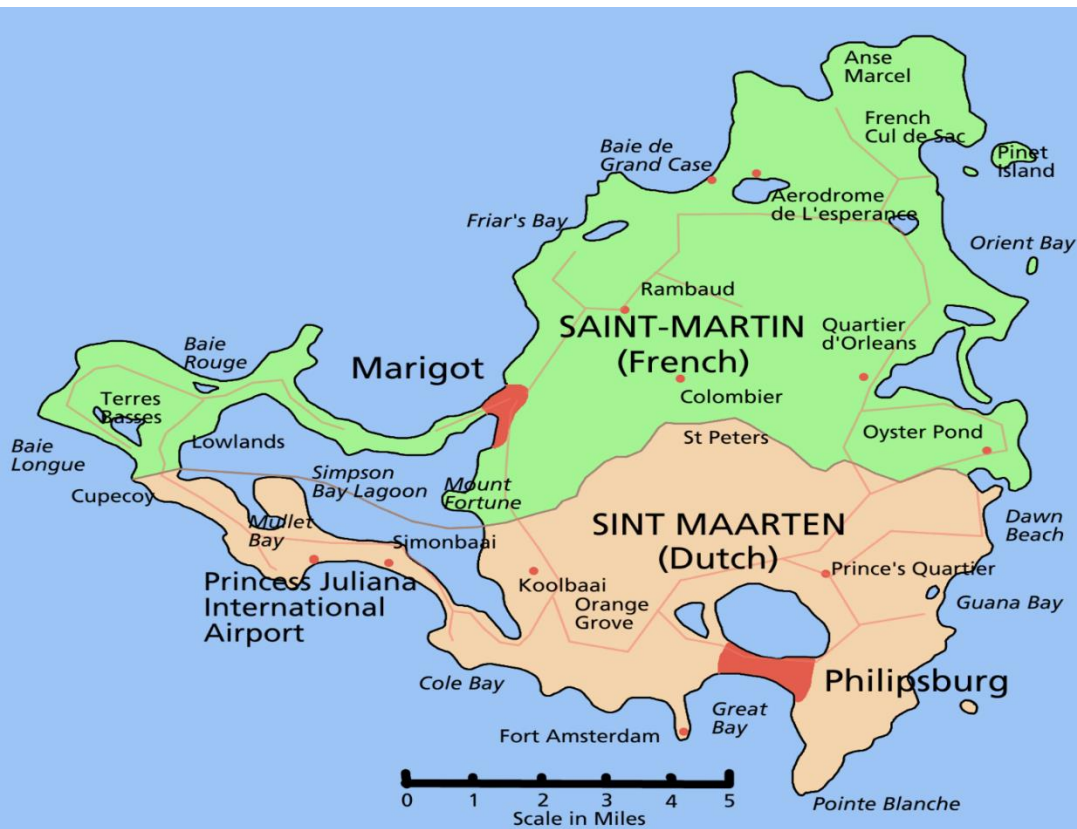 Anse
Marcel
French
Cul de Sac
Baie de
Grand Case
Pinet
Island
Aerodrome
de L'esperance
Friar's Bay
Orient Bay
Rambaud
SAINT-MARTIN
(French)
Quartier
d'Orleans
Baie
Rouge
Marigot
Colombier
Terres
Basses
St Peters
Oyster Pond
Lowlands
Baie
Longue
Simpson
Bay Lagoon
Mount
Fortune
Cupecoy
Mullet
Bay
SINT MAARTEN
(Dutch)
Dawn
Beach
Simonbaai
Princess Juliana
International
Airport
Koolbaai
Prince's Quartier
Orange
Grove
Guana Bay
Cole Bay
Philipsburg
Great
Bay
Fort Amsterdam
0 1 2 3 4 5
Scale in Miles
Pointe Blanche